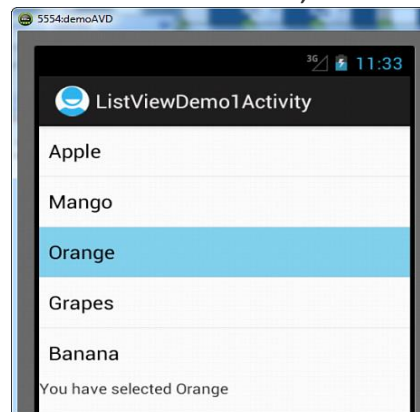 5554:demoAVD
3G 11:33
ListViewDemo1Activity
Apple
Mango
Orange
Grapes
Banana
You have selected Orange